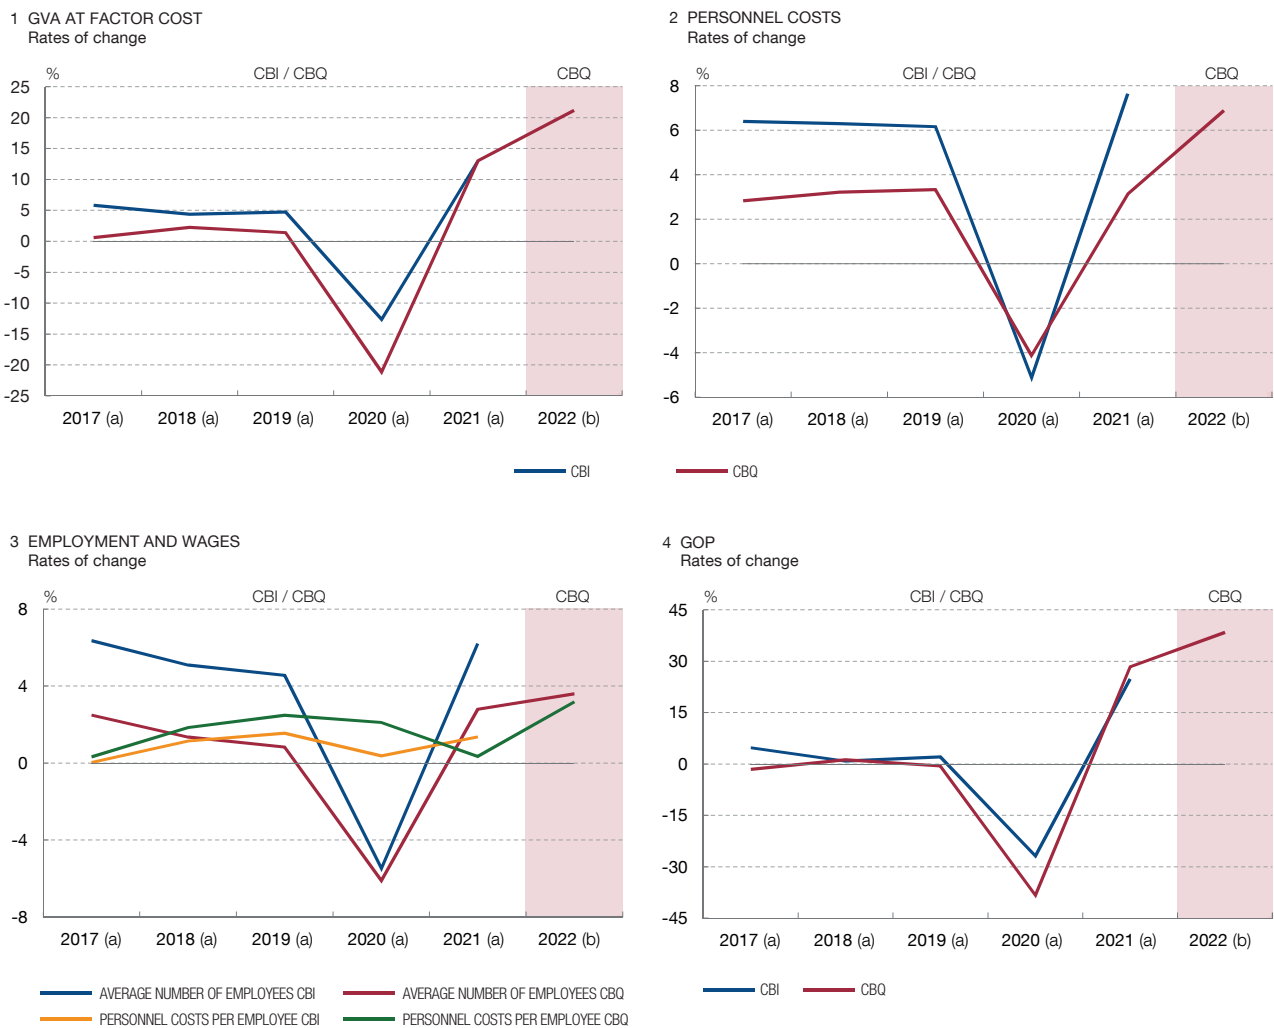 1 GVA AT FACTOR COST
Rates of change
% CBI / CBQ CBQ
25
20
15
10
5
0
-5
-10
-15
-20
-25
2017 (a) 2018 (a) 2019 (a) 2020 (a) 2021 (a) 2022 (b)
2 PERSONNEL COSTS
Rates of change
% CBI / CBQ CBQ
8
6
4
2
0
-2
-4
-6
2017 (a) 2018 (a) 2019 (a) 2020 (a) 2021 (a) 2022 (b)
CBI CBQ
3 EMPLOYMENT AND WAGES
Rates of change
% CBI / CBQ CBQ
8
4
0
-4
-8
2017 (a) 2018 (a) 2019 (a) 2020 (a) 2021 (a) 2022 (b)
AVERAGE NUMBER OF EMPLOYEES CBI AVERAGE NUMBER OF EMPLOYEES CBQ
PERSONNEL COSTS PER EMPLOYEE CBI PERSONNEL COSTS PER EMPLOYEE CBQ
4 GOP
Rates of change
% CBI / CBQ CBQ
45
30
15
0
-15
-30
-45
2017 (a) 2018 (a) 2019 (a) 2020 (a) 2021 (a) 2022 (b)
CBI CBQ